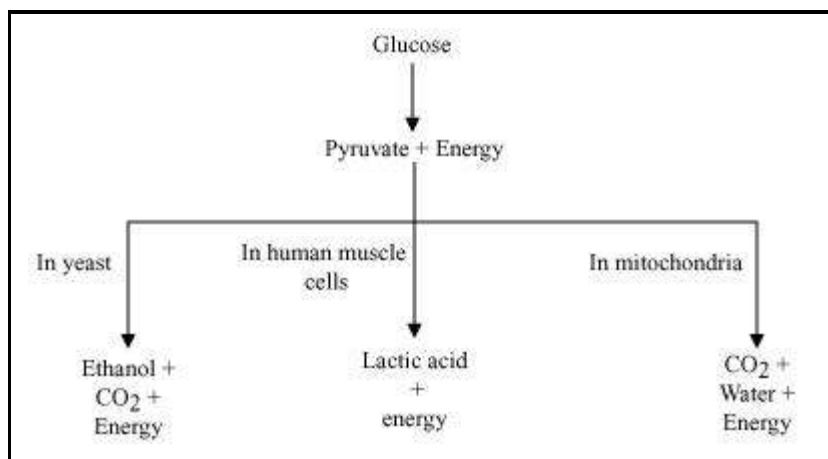 Glucose
Pyruvate + Energy
In yeast
In human muscle
cells
In mitochondria
Ethanol +
CO2 +
Energy
Lactic acid
+
energy
CO2 +
Water +
Energy